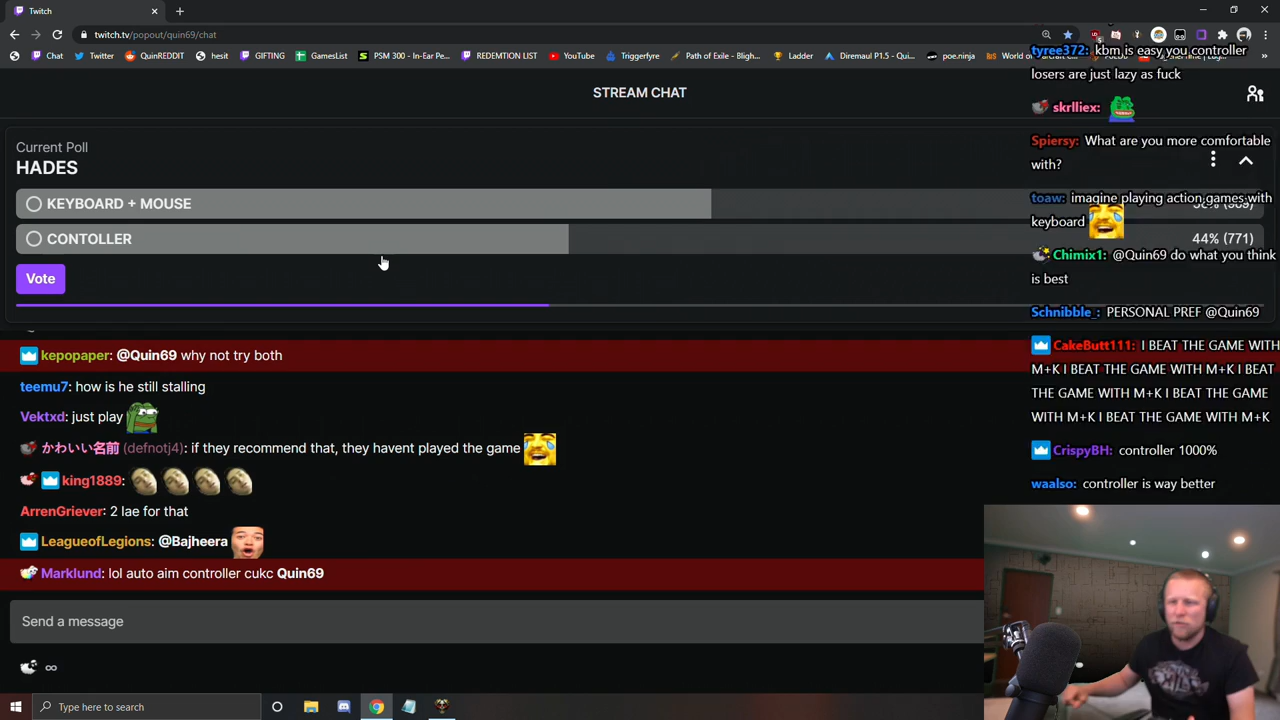 Twitch
twitch.tv/popout/quin69/chat
Chat
Twitter
QuinREDDIT
hesit
GIFTING
GamesList
PSM 300 - In-Ear Pe...
REDEMTION LIST
YouTube
Triggerfyre
Path of Exile - Bligh...
Ladder
Diremaul P1.5 - Qui...
poe.ninja
STREAM CHAT
Current Poll
HADES
KEYBOARD + MOUSE
CONTOLLER
44% (771)
Vote
kepopaper: @Quin69 why not try both
teemu7: how is he still stalling
Vektxd: just play
かわいい名前 (defnotj4): if they recommend that, they havent played the game
king1889:
ArrenGriever: 2 lae for that
LeagueofLegions: @Bajheera
Marklund: lol auto aim controller cukc Quin69
Send a message
∞
tyree372: kbm is easy you controller
losers are just lazy as fuck
skrlliex:
Spiersy: What are you more comfortable
with?
toaw: imagine playing action games with
keyboard
Chimix1: @Quin69 do what you think
is best
Schnibble_: PERSONAL PREF @Quin69
CakeButt111: I BEAT THE GAME WITH
M+K I BEAT THE GAME WITH M+K I BEAT
THE GAME WITH M+K I BEAT THE GAME
WITH M+K I BEAT THE GAME WITH M+K
CrispyBH: controller 1000%
waalso: controller is way better
Type here to search